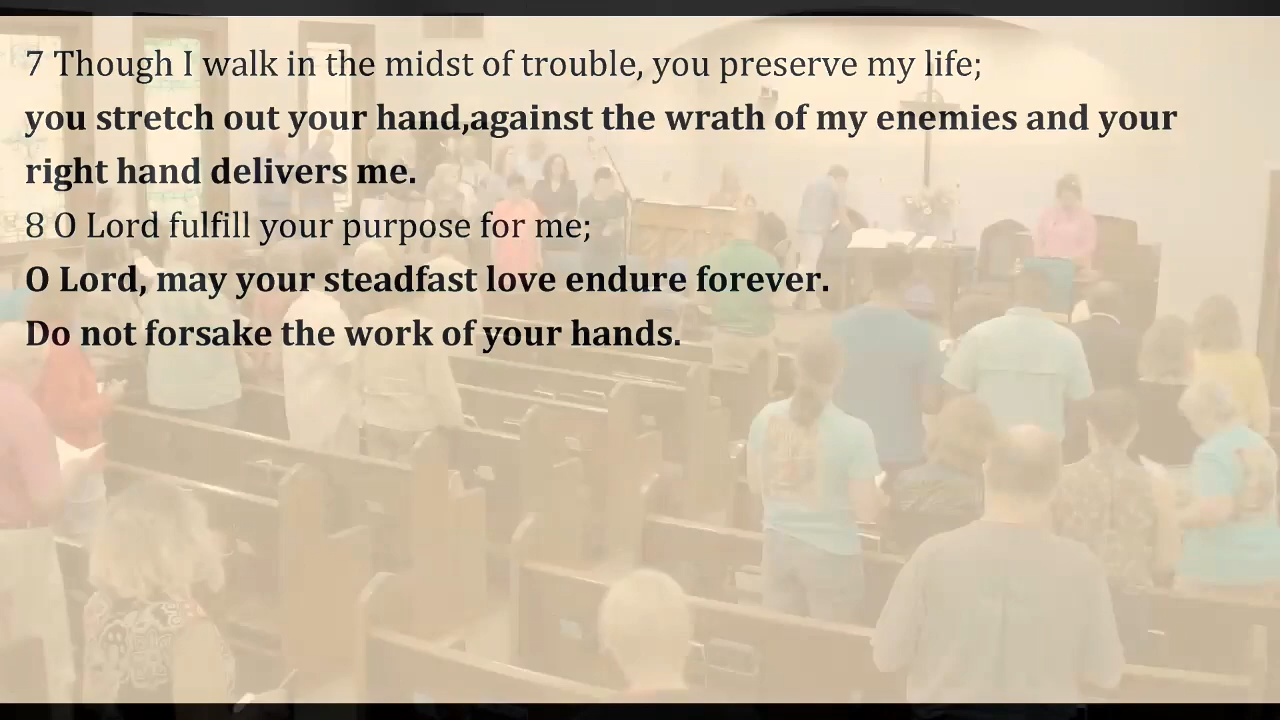 7 Though I walk in the midst of trouble, you preserve my life;
you stretch out your hand,against the wrath of my enemies and your
right hand delivers me.
8 O Lord fulfill your purpose for me;
O Lord, may your steadfast love endure forever.
Do not forsake the work of your hands.